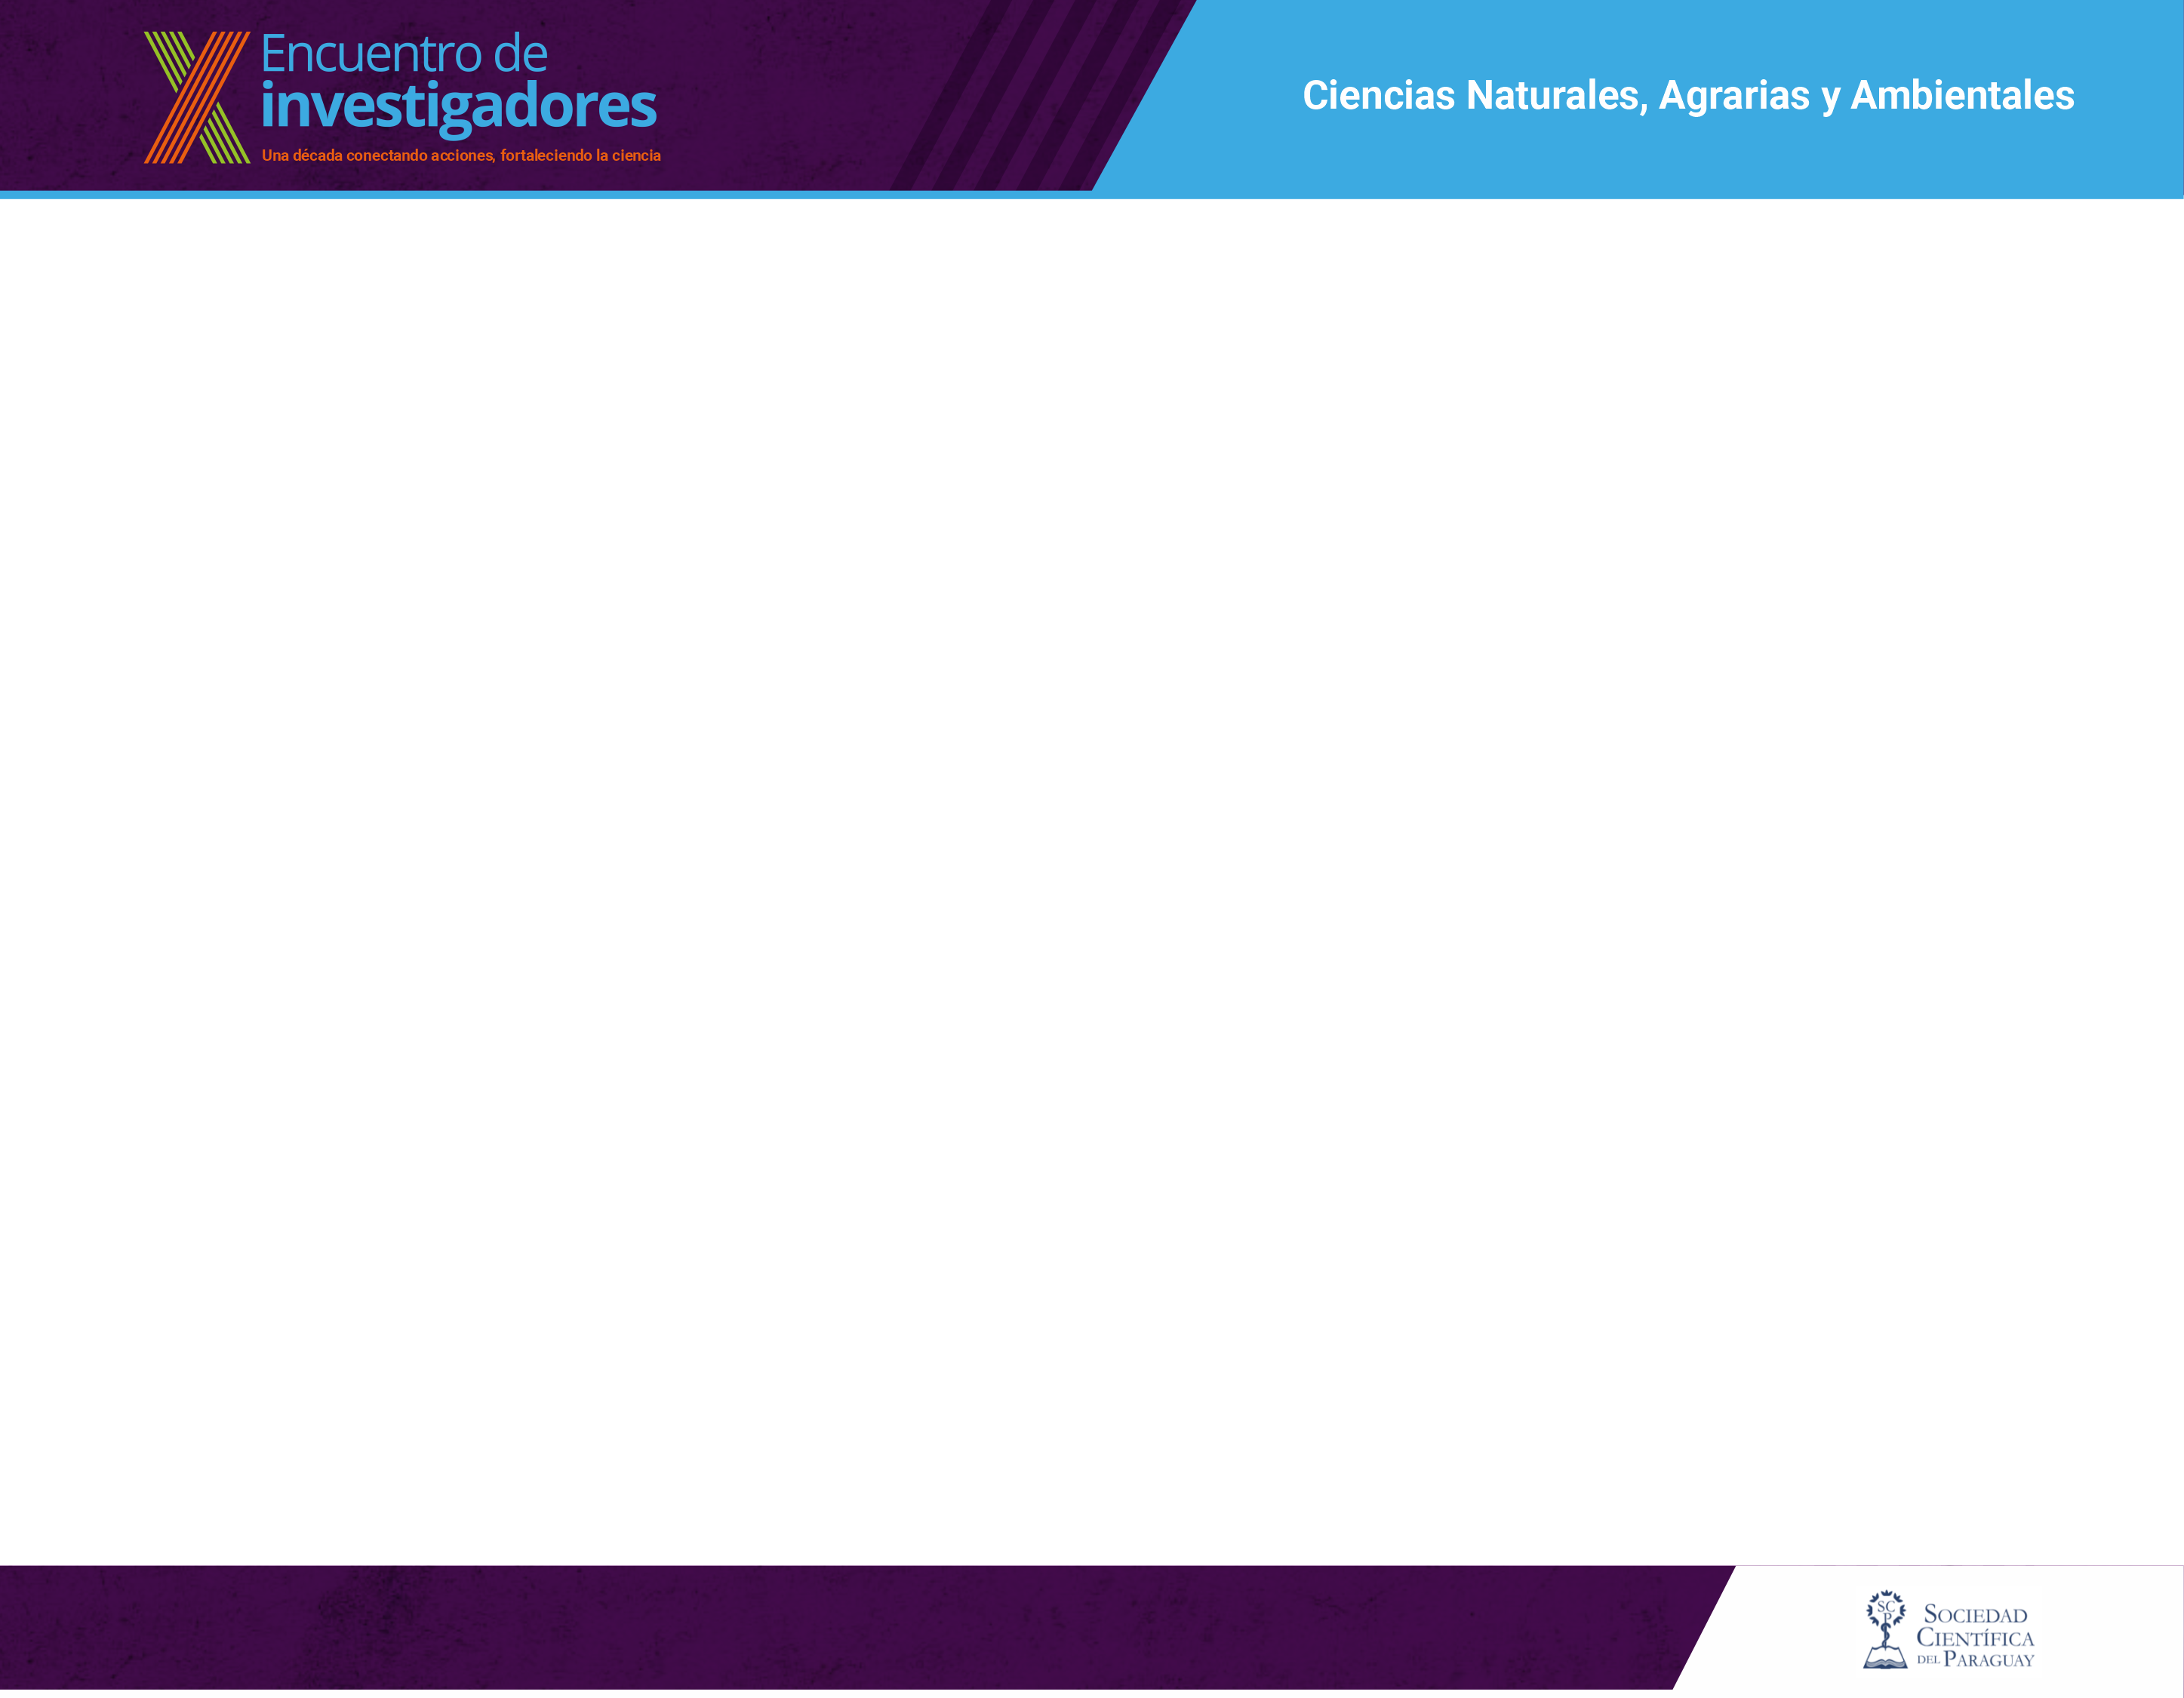 X Encuentro de
investigadores
Una década conectando acciones, fortaleciendo la ciencia
Ciencias Naturales, Agrarias y Ambientales
SCP
SOCIEDAD
CIENTÍFICA
DEL PARAGUAY